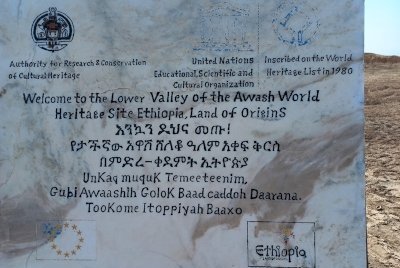 Authority for Research & Conservation
of Cultural Heritage
United Nations
Educational, Scientific and
Cultural Organization
Inscribed on the World
Heritage List in 1980
Welcome to the Lower Valley of the Awash World
Heritage Site Ethiopia, Land of Origins
እንኳን ደህና መጡ!
የታችኛው አዋሽ ሸለቆ ዓለም አቀፍ ቅርስ
በምድረ-ቀደምት ኢትዮጵያ
Unkaq muquk Temeeteenim,
Gubi Awaashih Golok Baad caddoh Daarana.
Tookome Itoppiyah Baaxo
Ethiopia